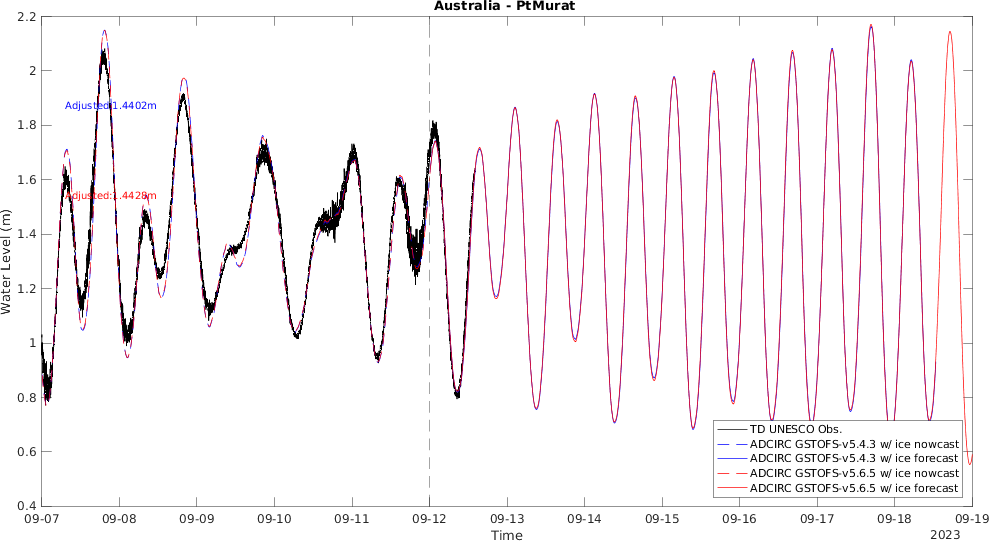 Australia - PtMurat
2.2
2
1.8
1.6
1.4
1.2
1
0.8
0.6
0.4
Water Level (m)
Adjusted:1.4402m
Adjusted:1.4428m
TD UNESCO Obs.
ADCIRC GSTOFS-v5.4.3 w/ ice nowcast
ADCIRC GSTOFS-v5.4.3 w/ ice forecast
ADCIRC GSTOFS-v5.6.5 w/ ice nowcast
ADCIRC GSTOFS-v5.6.5 w/ ice forecast
09-07 09-08 09-09 09-10 09-11 09-12 09-13 09-14 09-15 09-16 09-17 09-18 09-19
Time
2023